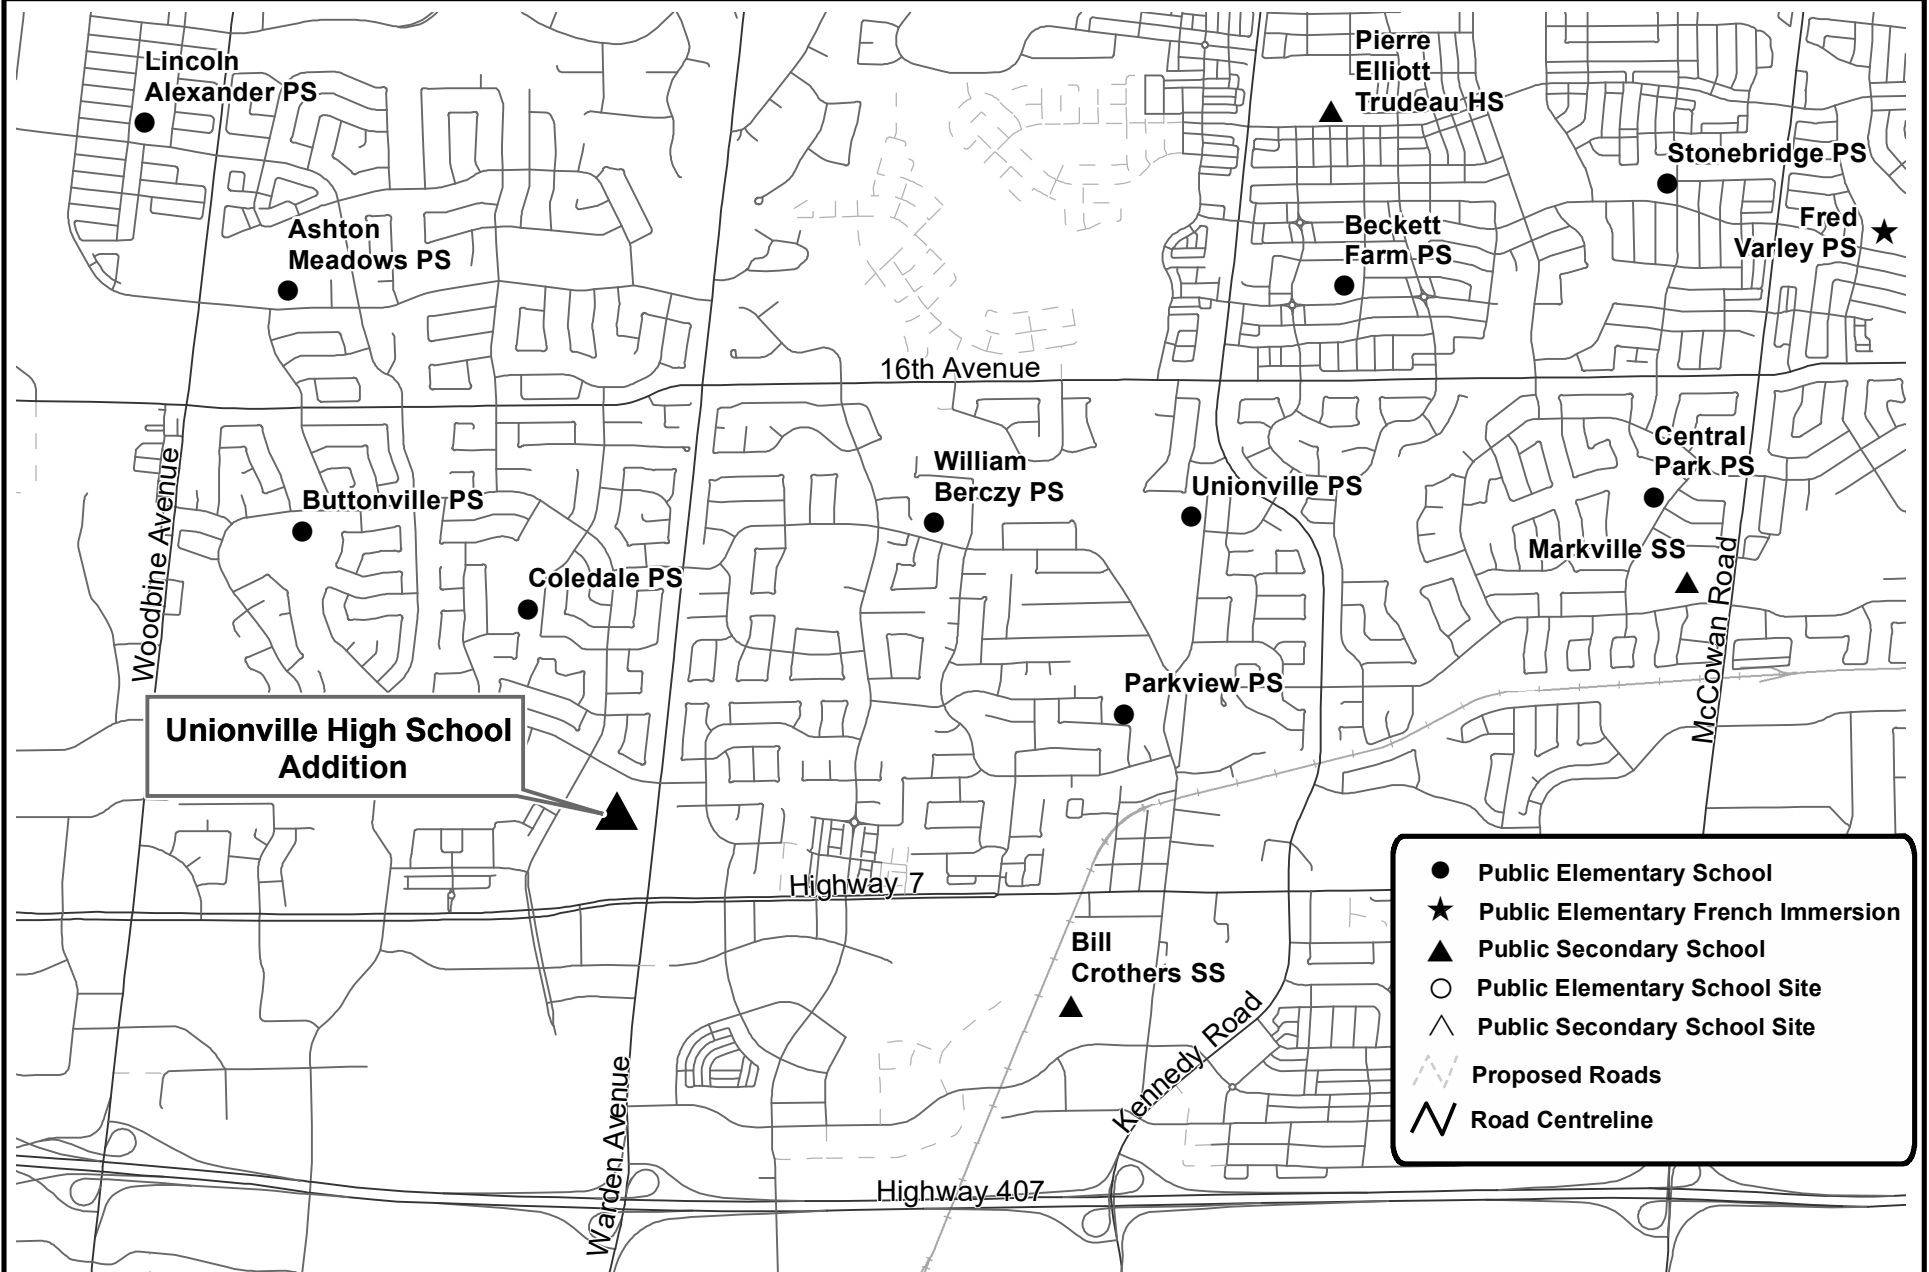 Lincoln
Alexander PS
Pierre
Elliott
Trudeau HS
Stonebridge PS
Ashton
Meadows PS
Beckett
Farm PS
Fred
Varley PS
16th Avenue
Central
Park PS
William
Berczy PS
Unionville PS
Buttonville PS
Woodbine Avenue
Markville SS
Coledale PS
McCowan Road
Parkview PS
Unionville High School
Addition
Highway 7
Bill
Crothers SS
Kennedy Road
Warden Avenue
Highway 407
Public Elementary School
Public Elementary French Immersion
Public Secondary School
Public Elementary School Site
Public Secondary School Site
Proposed Roads
Road Centreline